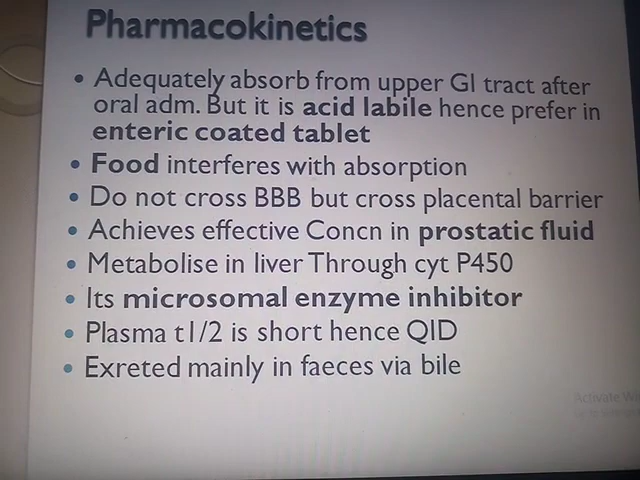 Pharmacokinetics
• Adequately absorb from upper GI tract after
oral adm. But it is acid labile hence prefer in
enteric coated tablet
• Food interferes with absorption
• Do not cross BBB but cross placental barrier
• Achieves effective Concn in prostatic fluid
• Metabolise in liver Through cyt P450
• Its microsomal enzyme inhibitor
• Plasma t1/2 is short hence QID
• Exreted mainly in faeces via bile
Activate